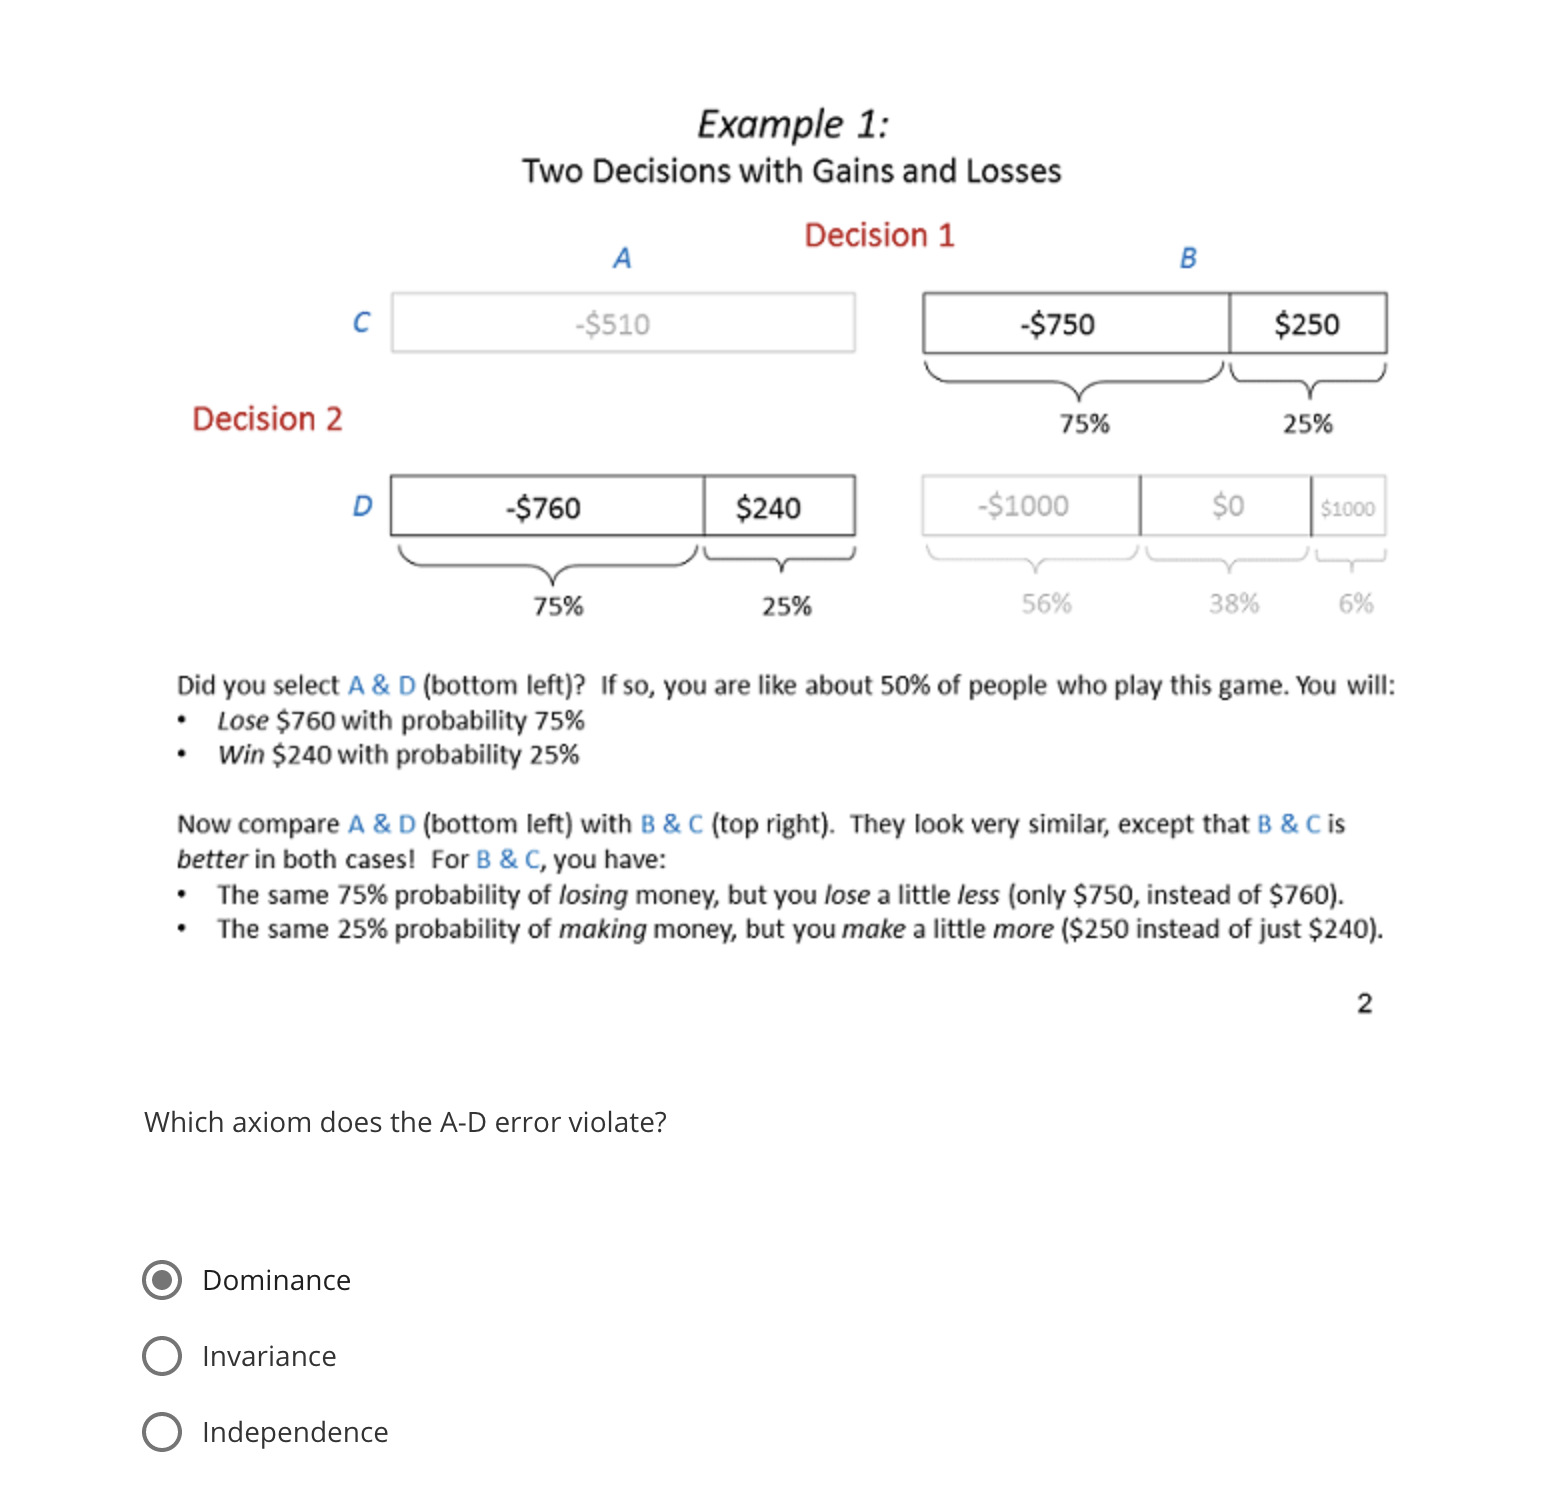 Example 1:
Two Decisions with Gains and Losses
Decision 1
A
B
C
-$510
-$750
$250
75%
25%
Decision 2
D
-$760
$240
-$1000
$0
$1000
75%
25%
56%
38%
6%
Did you select A & D (bottom left)? If so, you are like about 50% of people who play this game. You will:
• Lose $760 with probability 75%
• Win $240 with probability 25%
Now compare A & D (bottom left) with B & C (top right). They look very similar, except that B & C is
better in both cases! For B & C, you have:
• The same 75% probability of losing money, but you lose a little less (only $750, instead of $760).
• The same 25% probability of making money, but you make a little more ($250 instead of just $240).
2
Which axiom does the A-D error violate?
Dominance
Invariance
Independence